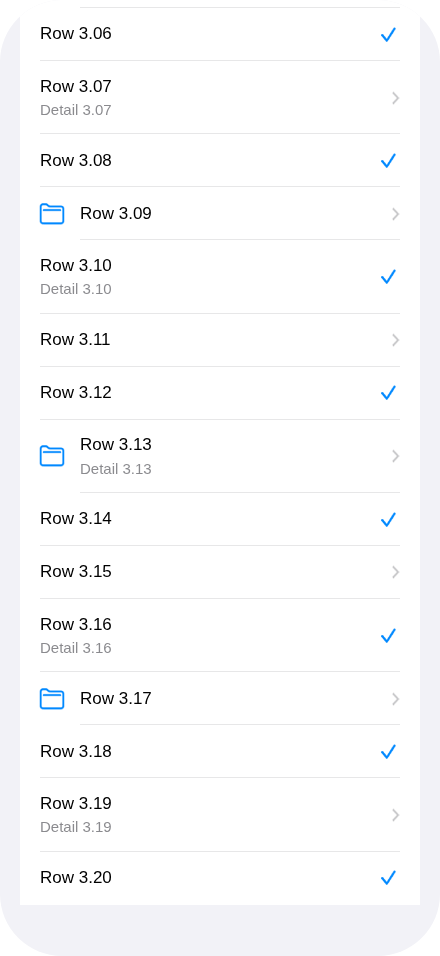 Row 3.06
Row 3.07
Detail 3.07
Row 3.08
Row 3.09
Row 3.10
Detail 3.10
Row 3.11
Row 3.12
Row 3.13
Detail 3.13
Row 3.14
Row 3.15
Row 3.16
Detail 3.16
Row 3.17
Row 3.18
Row 3.19
Detail 3.19
Row 3.20